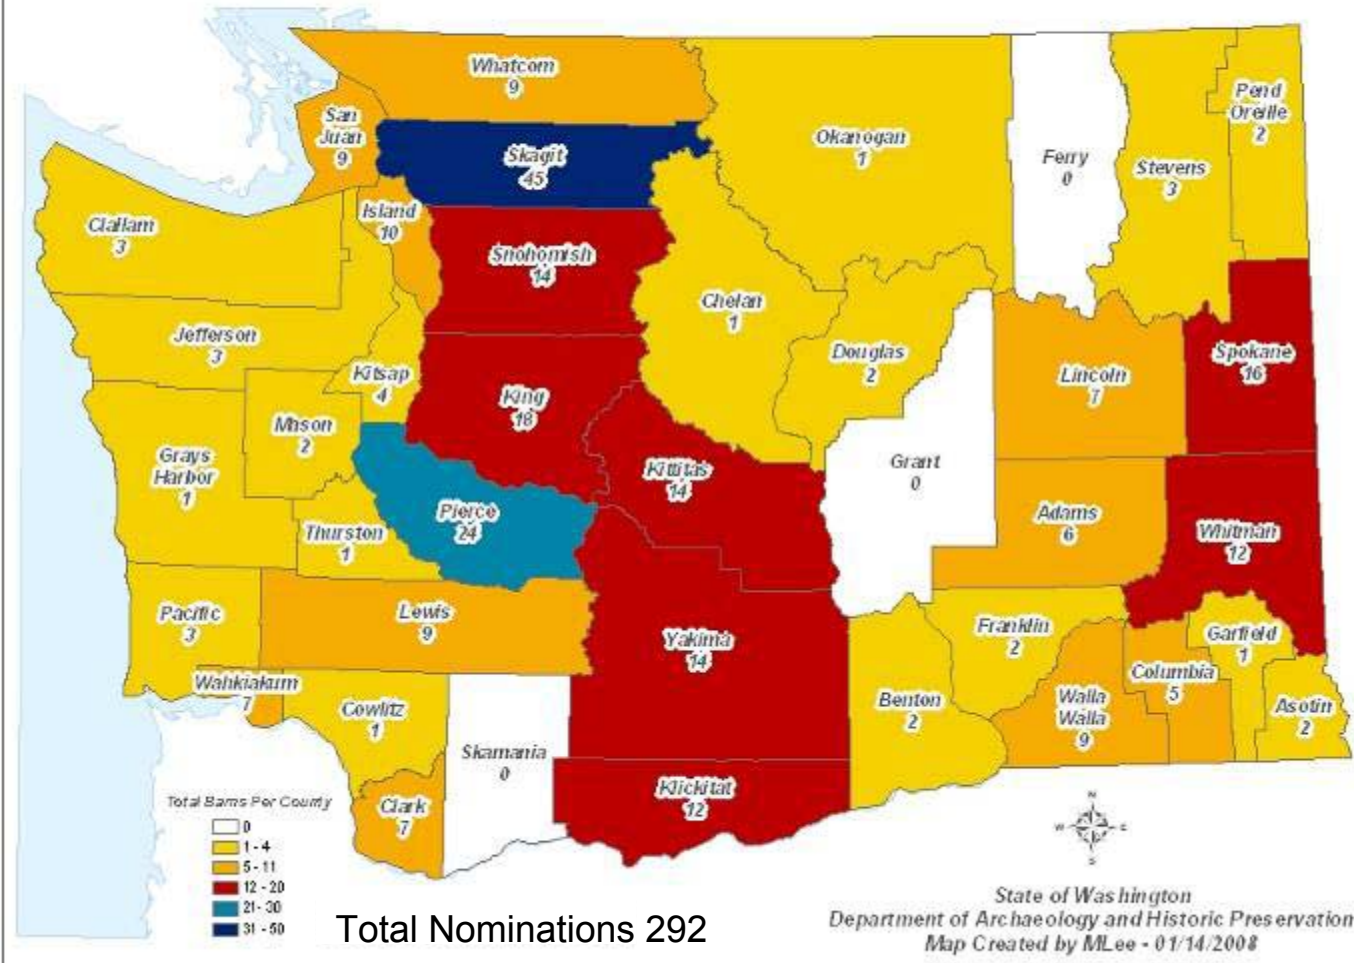 Whatcom
9
San
Juan
9
Skagit
45
Okanogan
1
Ferry
0
Stevens
3
Pend
Oreille
2
Clallam
3
Island
10
Snohomish
14
Chelan
1
Jefferson
3
Kitsap
4
Douglas
2
Lincoln
7
Spokane
16
King
18
Mason
2
Grays
Harbor
1
Kittitas
14
Grant
0
Pierce
24
Thurston
1
Adams
6
Whitman
12
Pacific
3
Lewis
9
Yakima
14
Franklin
2
Garfield
1
Wahkiakum
7
Cowlitz
1
Benton
2
Walla
Walla
9
Columbia
5
Asotin
2
Skamania
0
Klickitat
12
Clark
7
Total Barns Per County
0
1 - 4
5 - 11
12 - 20
21 - 30
31 - 50
Total Nominations 292
N
W E
S
State of Washington
Department of Archaeology and Historic Preservation
Map Created by MLee - 01/14/2008